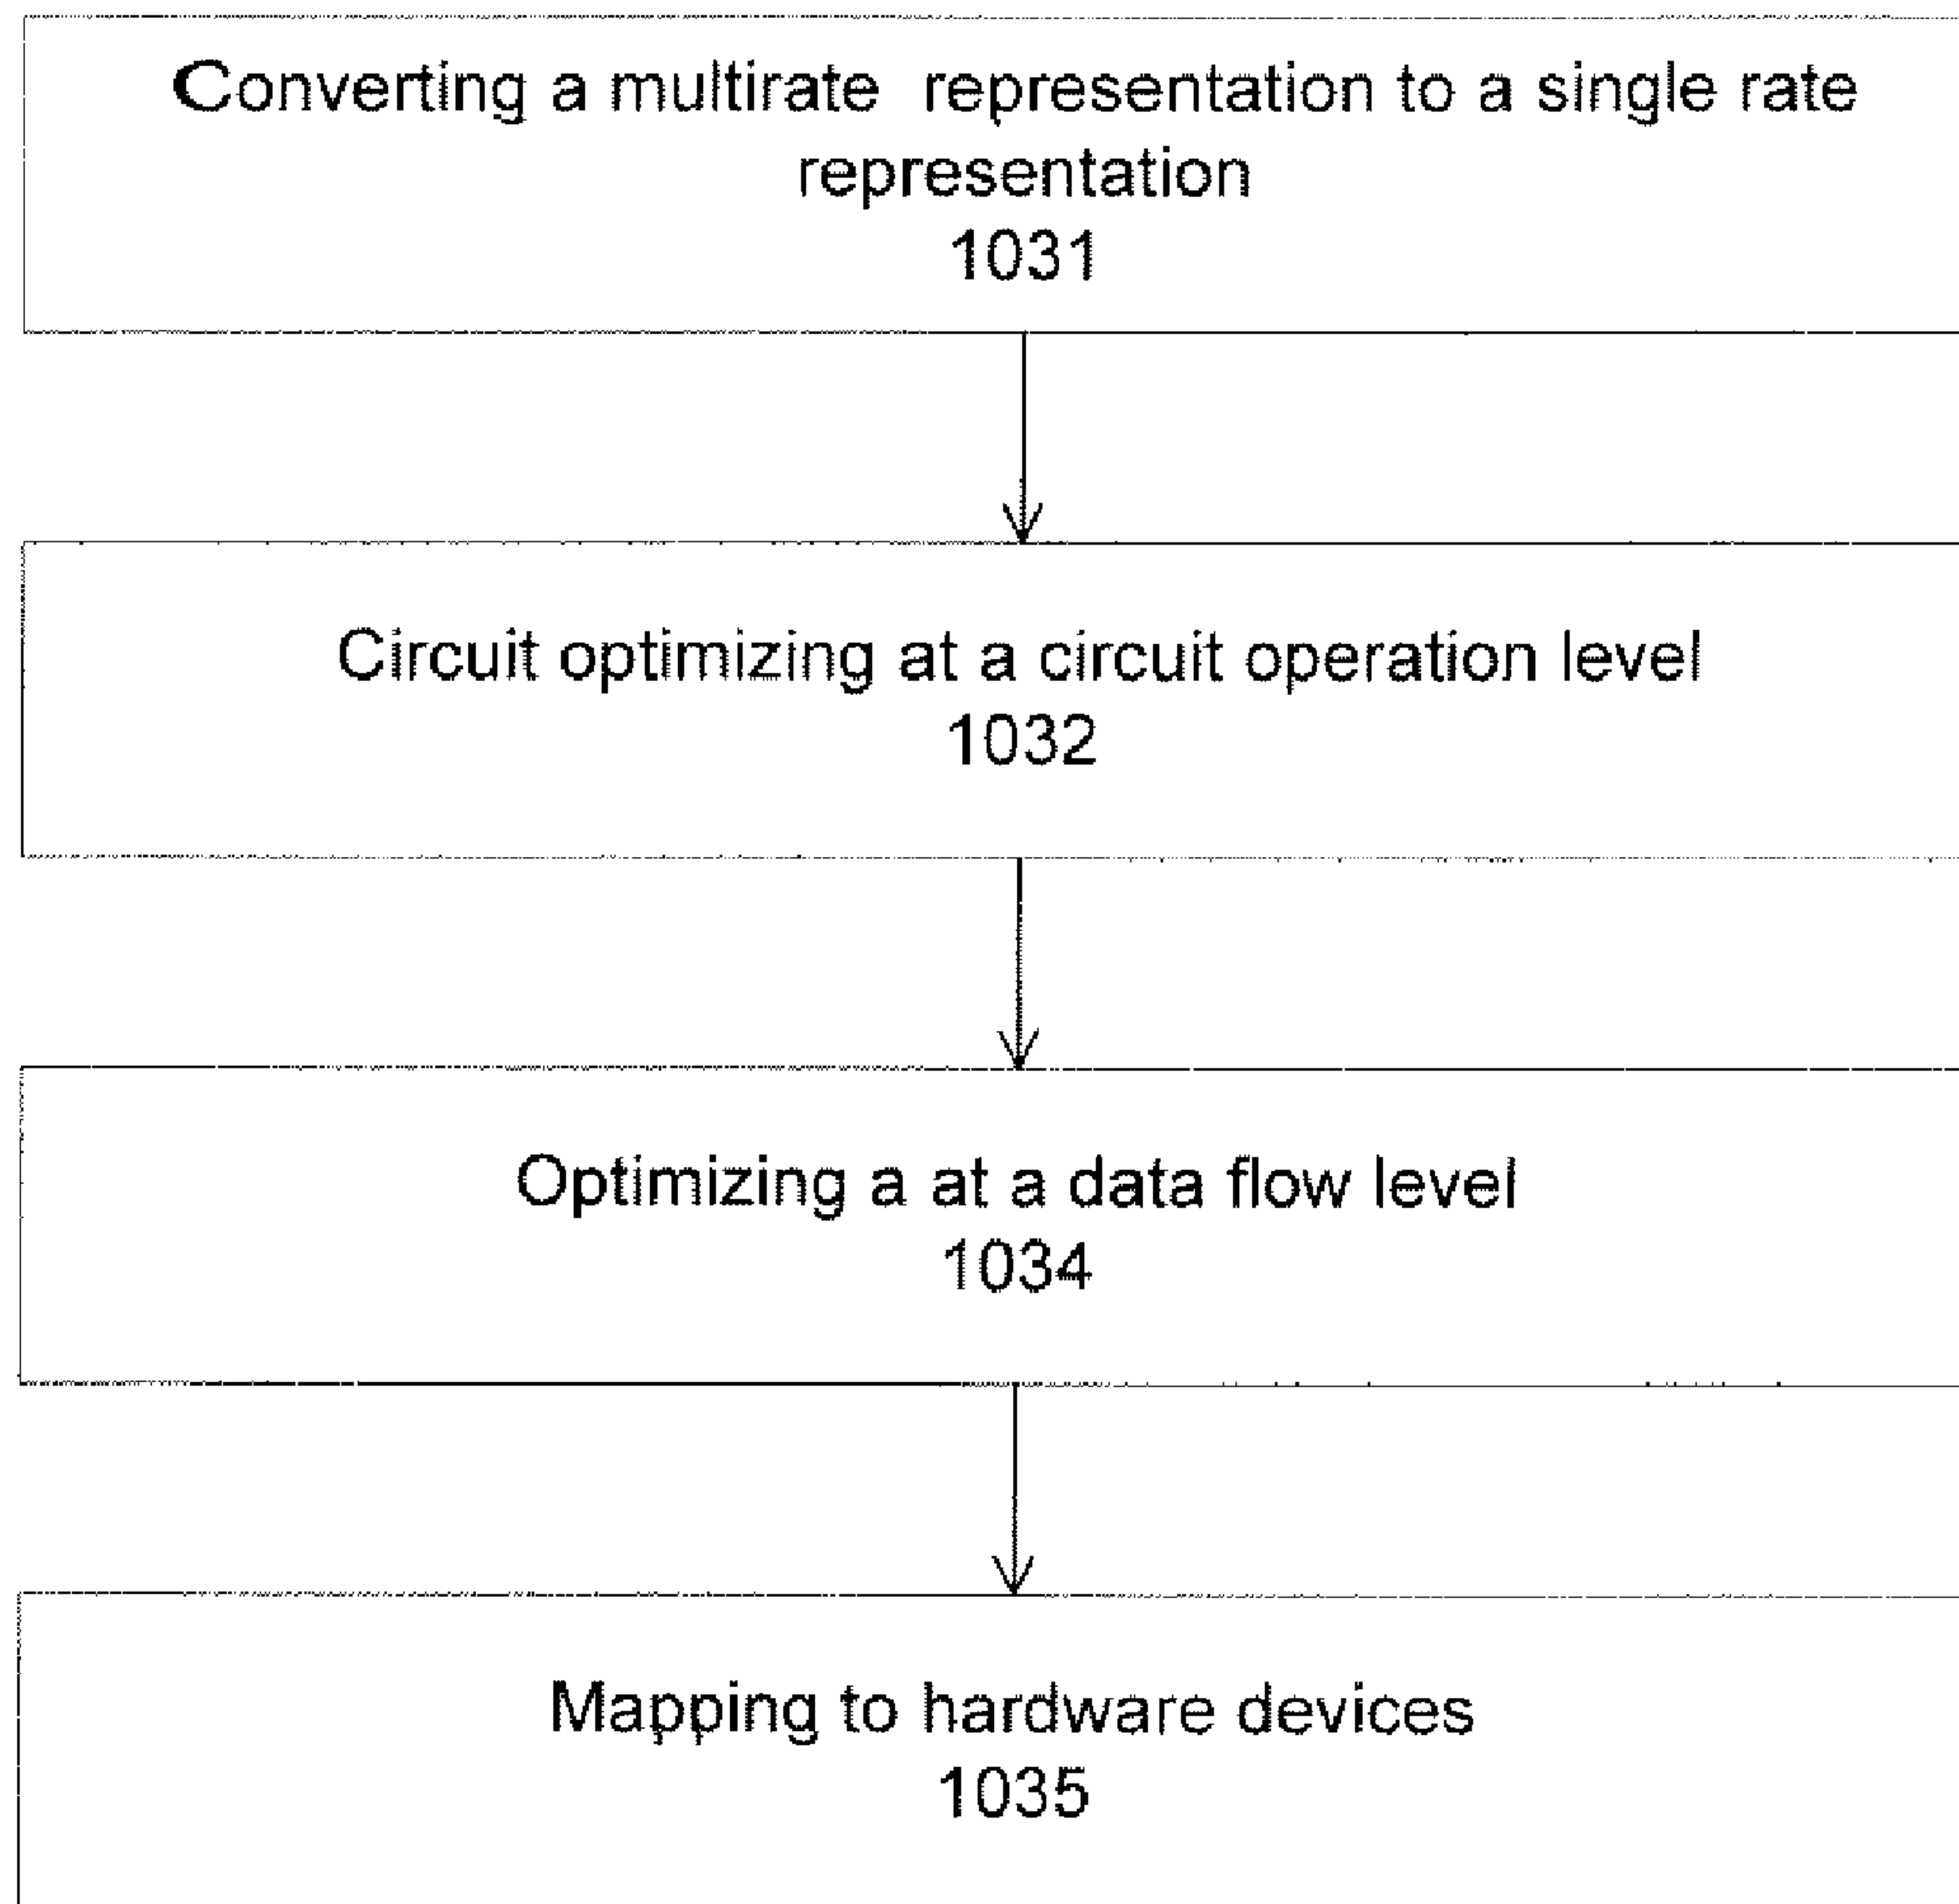 Converting a multirate representation to a single rate
representation
1031
Circuit optimizing at a circuit operation level
1032
Optimizing a at a data flow level
1034
Mapping to hardware devices
1035